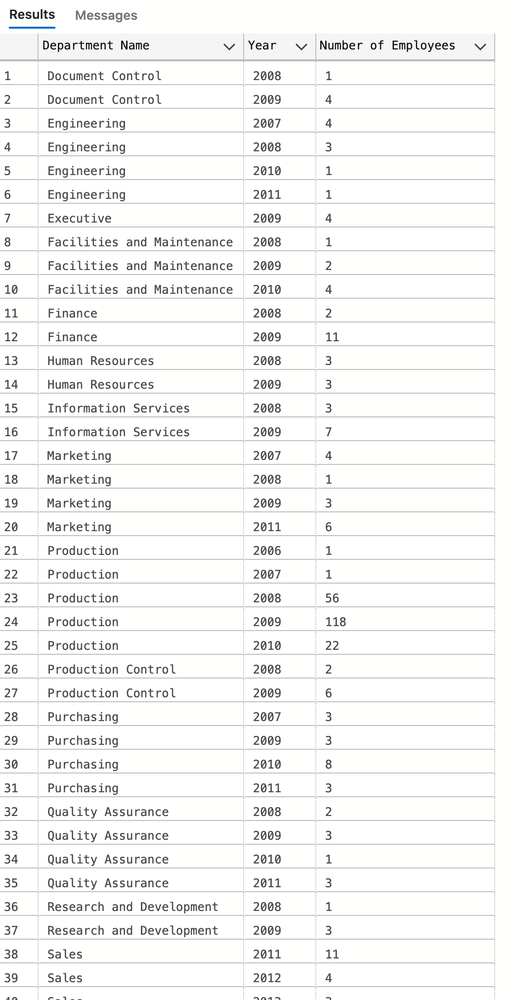 Results Messages
Department Name Year Number of Employees
1 Document Control 2008 1
2 Document Control 2009 4
3 Engineering 2007 4
4 Engineering 2008 3
5 Engineering 2010 1
6 Engineering 2011 1
7 Executive 2009 4
8 Facilities and Maintenance 2008 1
9 Facilities and Maintenance 2009 2
10 Facilities and Maintenance 2010 4
11 Finance 2008 2
12 Finance 2009 11
13 Human Resources 2008 3
14 Human Resources 2009 3
15 Information Services 2008 3
16 Information Services 2009 7
17 Marketing 2007 4
18 Marketing 2008 1
19 Marketing 2009 3
20 Marketing 2011 6
21 Production 2006 1
22 Production 2007 1
23 Production 2008 56
24 Production 2009 118
25 Production 2010 22
26 Production Control 2008 2
27 Production Control 2009 6
28 Purchasing 2007 3
29 Purchasing 2009 3
30 Purchasing 2010 8
31 Purchasing 2011 3
32 Quality Assurance 2008 2
33 Quality Assurance 2009 3
34 Quality Assurance 2010 1
35 Quality Assurance 2011 3
36 Research and Development 2008 1
37 Research and Development 2009 3
38 Sales 2011 11
39 Sales 2012 4